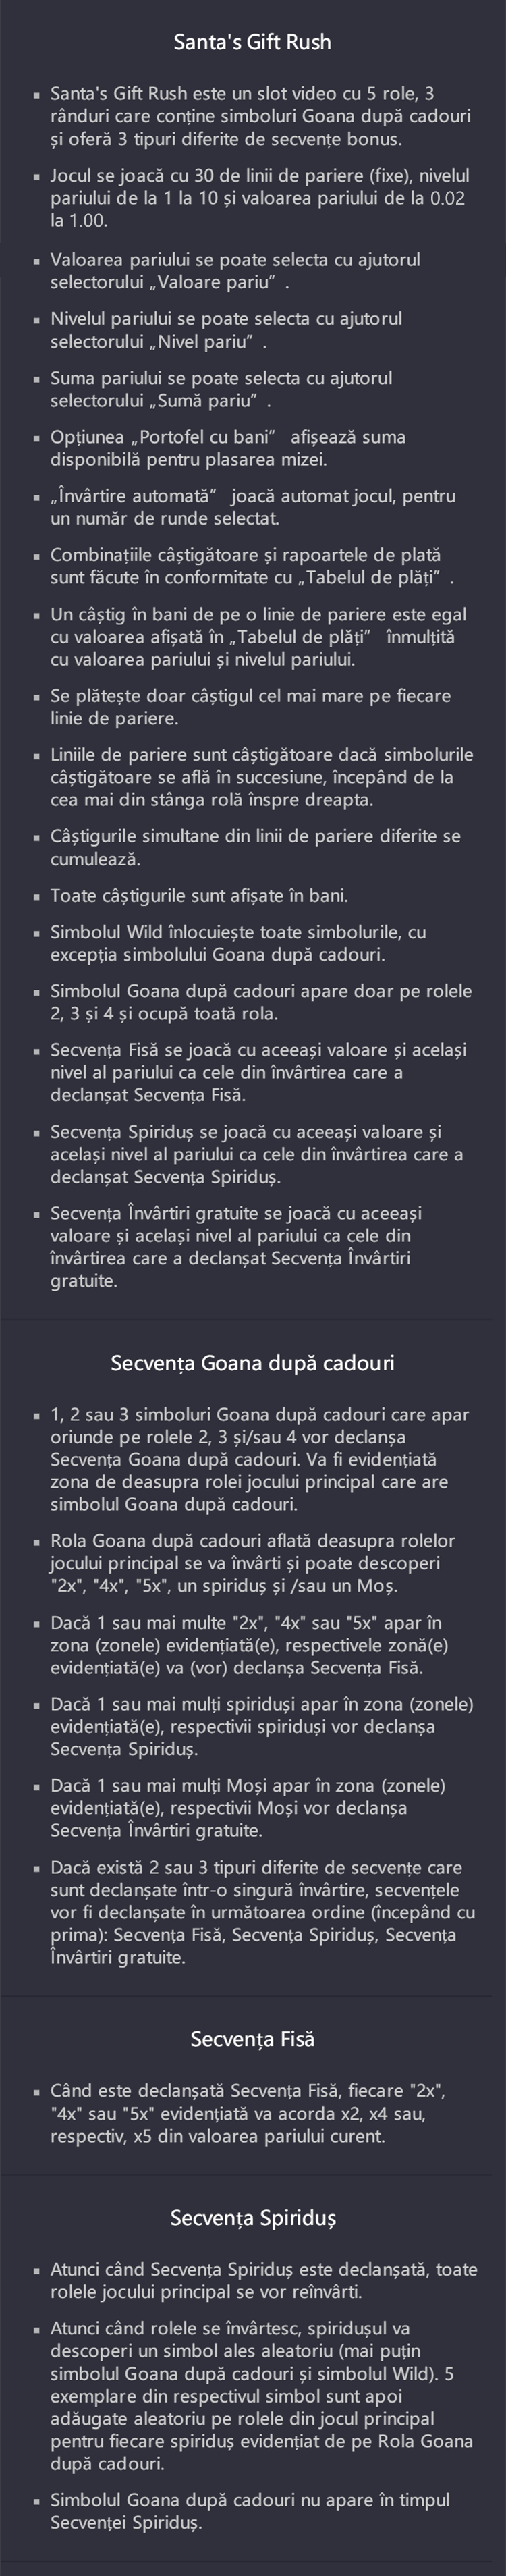 Santa's Gift Rush
▪ Santa's Gift Rush este un slot video cu 5 role, 3
rânduri care conține simboluri Goana după cadouri
și oferă 3 tipuri diferite de secvențe bonus.
▪ Jocul se joacă cu 30 de linii de pariere (fixe), nivelul
pariului de la 1 la 10 și valoarea pariului de la 0.02
la 1.00.
▪ Valoarea pariului se poate selecta cu ajutorul
selectorului „Valoare pariu” .
▪ Nivelul pariului se poate selecta cu ajutorul
selectorului „Nivel pariu” .
▪ Suma pariului se poate selecta cu ajutorul
selectorului „Sumă pariu” .
▪ Opțiunea „Portofel cu bani” afișează suma
disponibilă pentru plasarea mizei.
▪ „Învârtire automată” joacă automat jocul, pentru
un număr de runde selectat.
▪ Combinațiile câștigătoare și rapoartele de plată
sunt făcute în conformitate cu „Tabelul de plăți” .
▪ Un câștig în bani de pe o linie de pariere este egal
cu valoarea afișată în „Tabelul de plăți” înmulțită
cu valoarea pariului și nivelul pariului.
▪ Se plătește doar câștigul cel mai mare pe fiecare
linie de pariere.
▪ Liniile de pariere sunt câștigătoare dacă simbolurile
câștigătoare se află în succesiune, începând de la
cea mai din stânga rolă înspre dreapta.
▪ Câștigurile simultane din linii de pariere diferite se
cumulează.
▪ Toate câștigurile sunt afișate în bani.
▪ Simbolul Wild înlocuiește toate simbolurile, cu
excepția simbolului Goana după cadouri.
▪ Simbolul Goana după cadouri apare doar pe rolele
2, 3 și 4 și ocupă toată rola.
▪ Secvența Fisă se joacă cu aceeași valoare și același
nivel al pariului ca cele din învârtirea care a
declanșat Secvența Fisă.
▪ Secvența Spiriduș se joacă cu aceeași valoare și
același nivel al pariului ca cele din învârtirea care a
declanșat Secvența Spiriduș.
▪ Secvența Învârtiri gratuite se joacă cu aceeași
valoare și același nivel al pariului ca cele din
învârtirea care a declanșat Secvența Învârtiri
gratuite.
Secvența Goana după cadouri
▪ 1, 2 sau 3 simboluri Goana după cadouri care apar
oriunde pe rolele 2, 3 și/sau 4 vor declanșa
Secvența Goana după cadouri. Va fi evidențiată
zona de deasupra rolei jocului principal care are
simbolul Goana după cadouri.
▪ Rola Goana după cadouri aflată deasupra rolelor
jocului principal se va învârti și poate descoperi
"2x", "4x", "5x", un spiriduș și /sau un Moș.
▪ Dacă 1 sau mai multe "2x", "4x" sau "5x" apar în
zona (zonele) evidențiată(e), respectivele zonă(e)
evidențiată(e) va (vor) declanșa Secvența Fisă.
▪ Dacă 1 sau mai mulți spiriduși apar în zona (zonele)
evidențiată(e), respectivii spiriduși vor declanșa
Secvența Spiriduș.
▪ Dacă 1 sau mai mulți Moși apar în zona (zonele)
evidențiată(e), respectivii Moși vor declanșa
Secvența Învârtiri gratuite.
▪ Dacă există 2 sau 3 tipuri diferite de secvențe care
sunt declanșate într-o singură învârtire, secvențele
vor fi declanșate în următoarea ordine (începând cu
prima): Secvența Fisă, Secvența Spiriduș, Secvența
Învârtiri gratuite.
Secvența Fisă
▪ Când este declanșată Secvența Fisă, fiecare "2x",
"4x" sau "5x" evidențiată va acorda x2, x4 sau,
respectiv, x5 din valoarea pariului curent.
Secvența Spiriduș
▪ Atunci când Secvența Spiriduș este declanșată, toate
rolele jocului principal se vor reînvârti.
▪ Atunci când rolele se învârtesc, spiridușul va
descoperi un simbol ales aleatoriu (mai puțin
simbolul Goana după cadouri și simbolul Wild). 5
exemplare din respectivul simbol sunt apoi
adăugate aleatoriu pe rolele din jocul principal
pentru fiecare spiriduș evidențiat de pe Rola Goana
după cadouri.
▪ Simbolul Goana după cadouri nu apare în timpul
Secvenței Spiriduș.